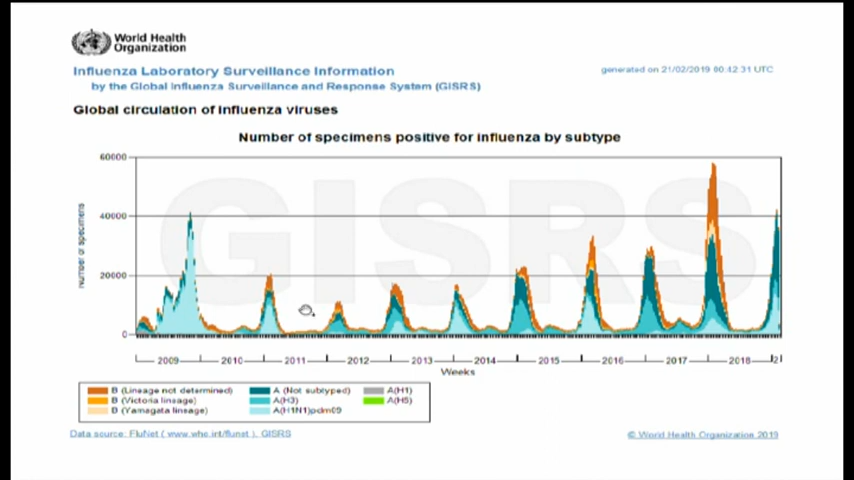 World Health
Organization
Influenza Laboratory Surveillance Information
by the Global Influenza Surveillance and Response System (GISRS)
generated on 21/02/2019 00:42:31 UTC
Global circulation of influenza viruses
Number of specimens positive for influenza by subtype
GISRS
Number of specimens
60000
40000
20000
0
2009 2010 2011 2012 2013 2014 2015 2016 2017 2018 2
Weeks
B (Lineage not determined) A (Not subtyped) A(H1)
B (Victoria lineage) A(H3) A(H5)
B (Yamagata lineage) A(H1N1)pdm09
Data source: FluNet ( www.who.int/flunet ), GISRS
© World Health Organization 2019